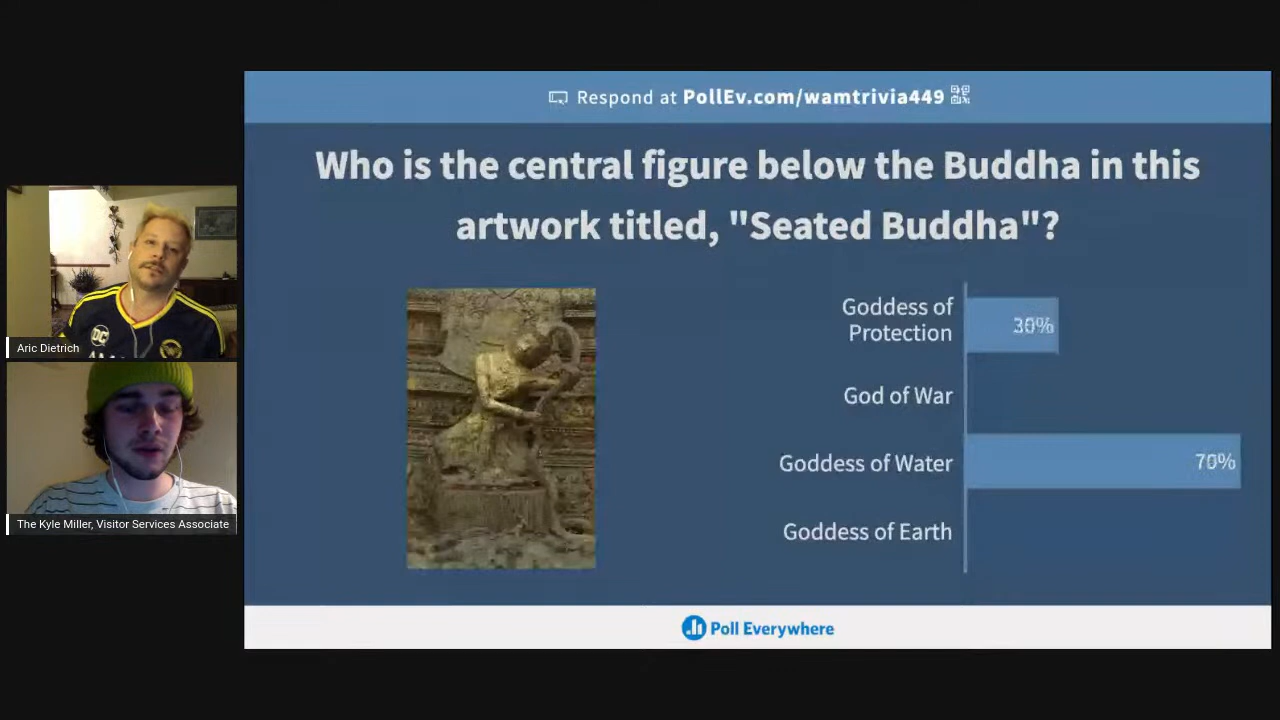 Respond at PollEv.com/wamtrivia449
Who is the central figure below the Buddha in this
artwork titled, "Seated Buddha"?
Goddess of
Protection
30%
God of War
Goddess of Water
70%
Goddess of Earth
Poll Everywhere
Aric Dietrich
DC
The Kyle Miller, Visitor Services Associate